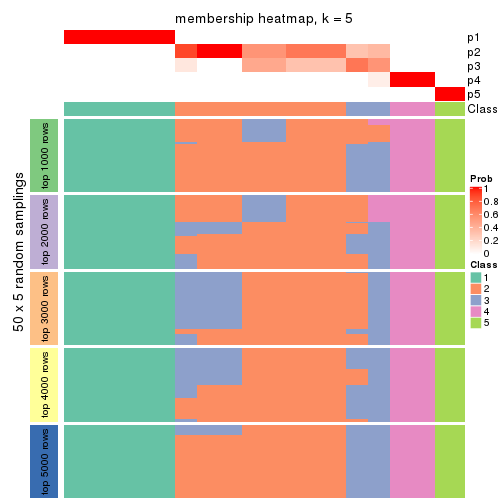 membership heatmap, k = 5
p1
p2
p3
p4
p5
Class
50 x 5 random samplings
top 1000 rows
top 2000 rows
top 3000 rows
top 4000 rows
top 5000 rows
Prob
1
0.8
0.6
0.4
0.2
0
Class
1
2
3
4
5